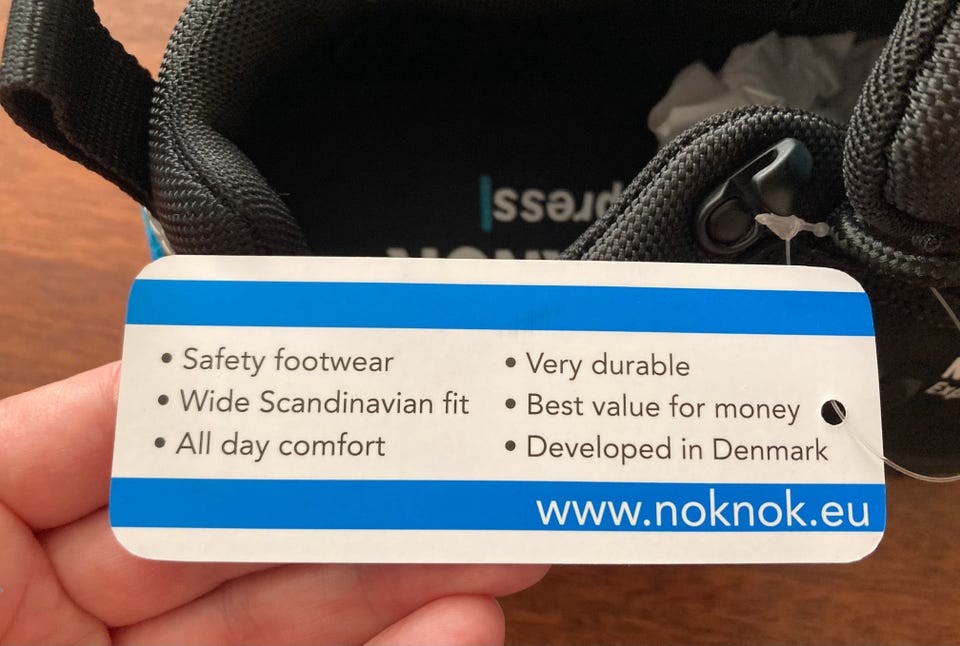 press
• Safety footwear
• Wide Scandinavian fit
• All day comfort
• Very durable
• Best value for money
• Developed in Denmark
www.noknok.eu